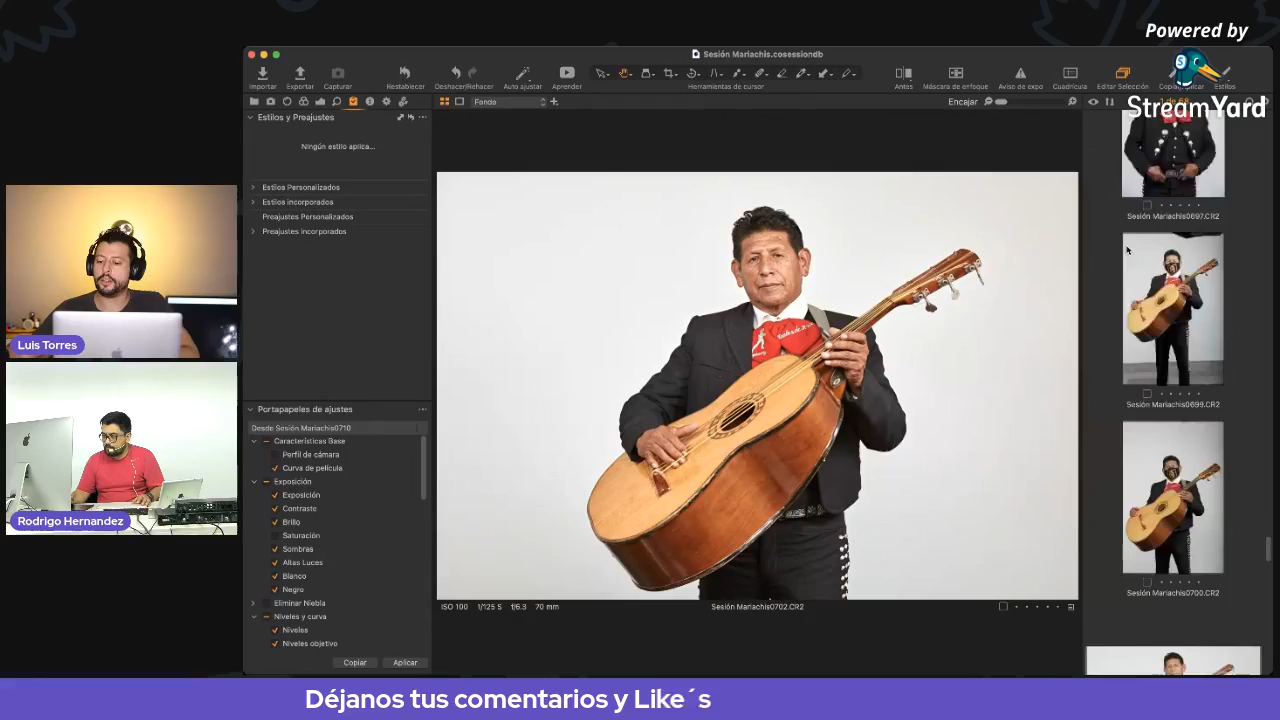 Powered by
StreamYard
Sesión Mariachis.cosessiondb
Importar
Exportar
Capturar
Restablecer
Deshacer/Rehacer
Auto ajustar
Aprender
Herramientas de cursor
Antes
Máscara de enfoque
Aviso de expo
Cuadrícula
Editar Selección
Estilos
Fondo
Encajar
Estilos y Preajustes
Ningún estilo aplica...
Estilos Personalizados
Estilos incorporados
Preajustes Personalizados
Preajustes incorporados
Portapapeles de ajustes
Desde Sesión Mariachis0710
Características Base
Perfil de cámara
Curva de película
Exposición
Exposición
Contraste
Brillo
Saturación
Sombras
Altas Luces
Blanco
Negro
Eliminar Niebla
Niveles y curva
Niveles
Niveles objetivo
Copiar
Aplicar
ISO 100 1/125 S f/6.3 70 mm
Sesión Mariachis0702.CR2
Sesión Mariachis0697.CR2
Sesión Mariachis0699.CR2
Sesión Mariachis0700.CR2
Luis Torres
Rodrigo Hernandez
Déjanos tus comentarios y Like´s